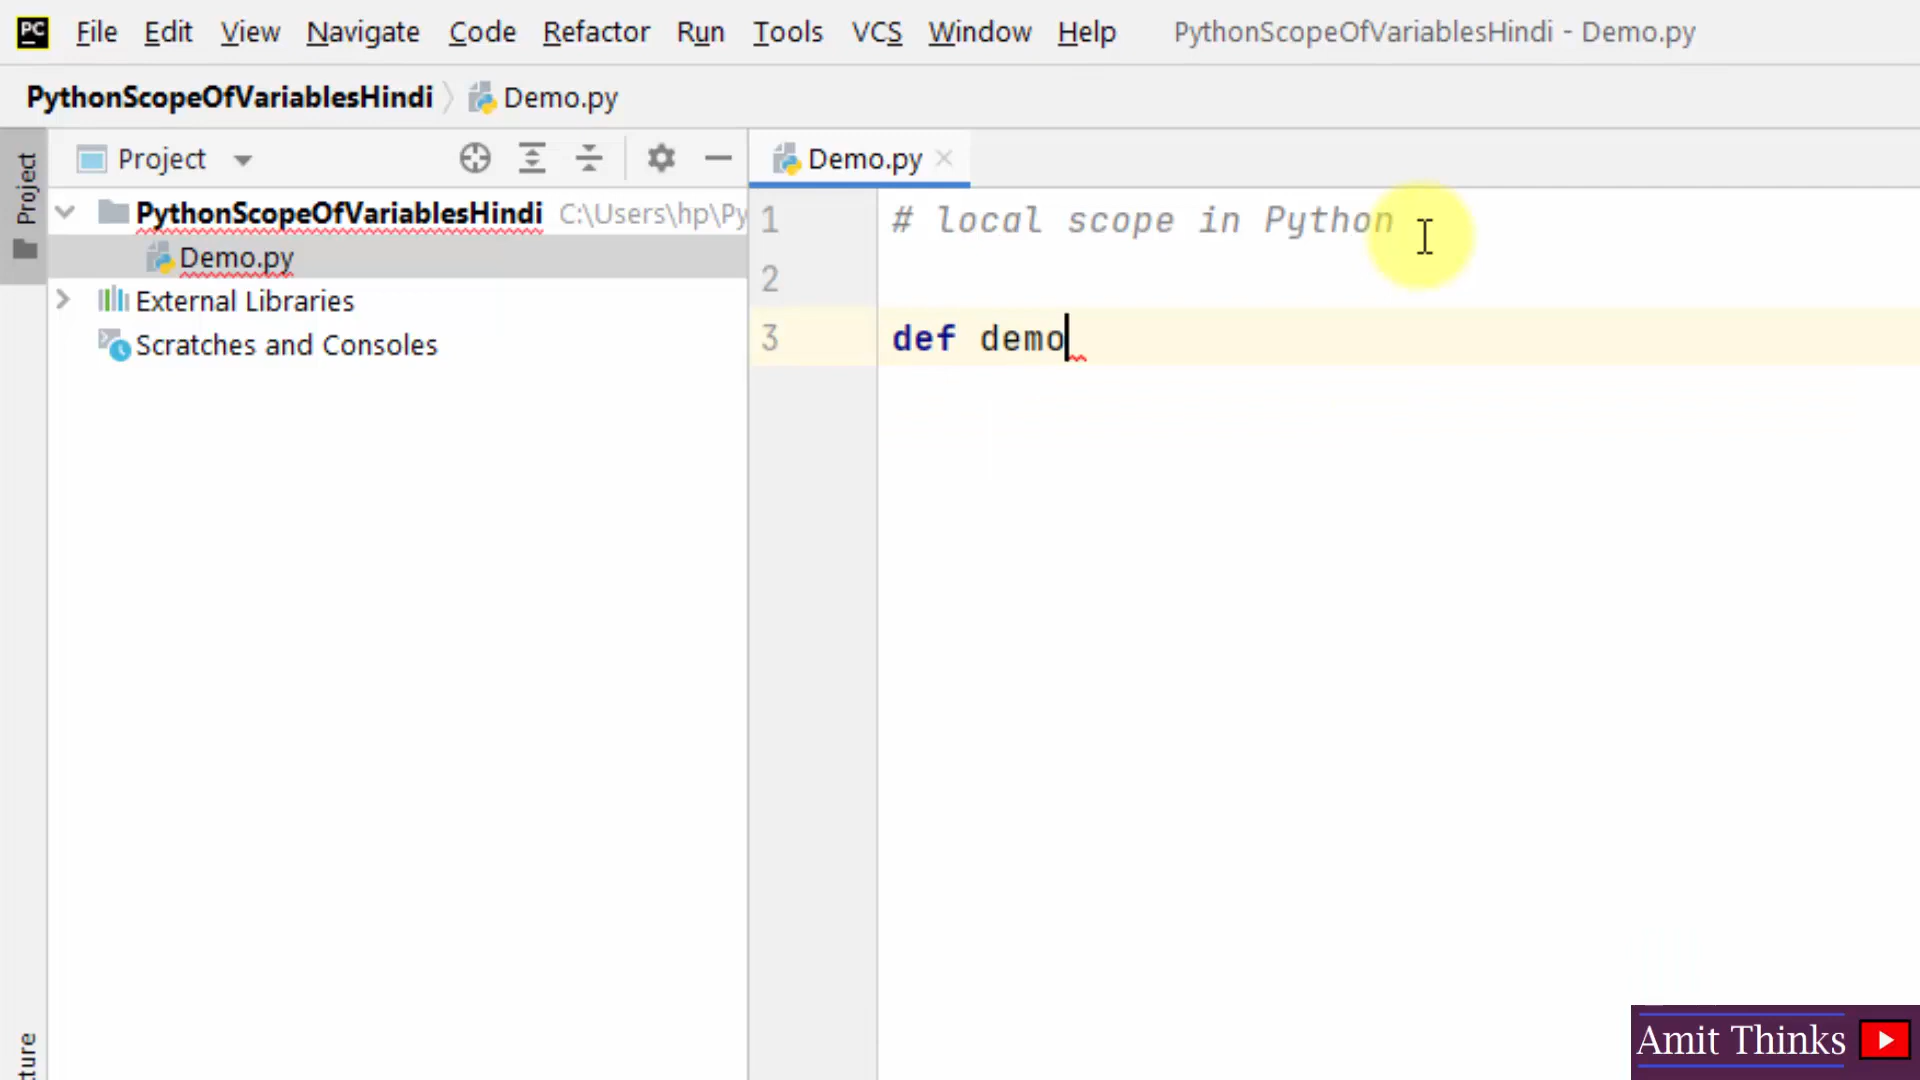 PC File Edit View Navigate Code Refactor Run Tools VCS Window Help PythonScopeOfVariablesHindi - Demo.py
PythonScopeOfVariablesHindi Demo.py
Project
Project
Demo.py
PythonScopeOfVariablesHindi C:\Users\hp\Py
Demo.py
External Libraries
Scratches and Consoles
1 # local scope in Python
2
3 def demo
ture
Amit Thinks